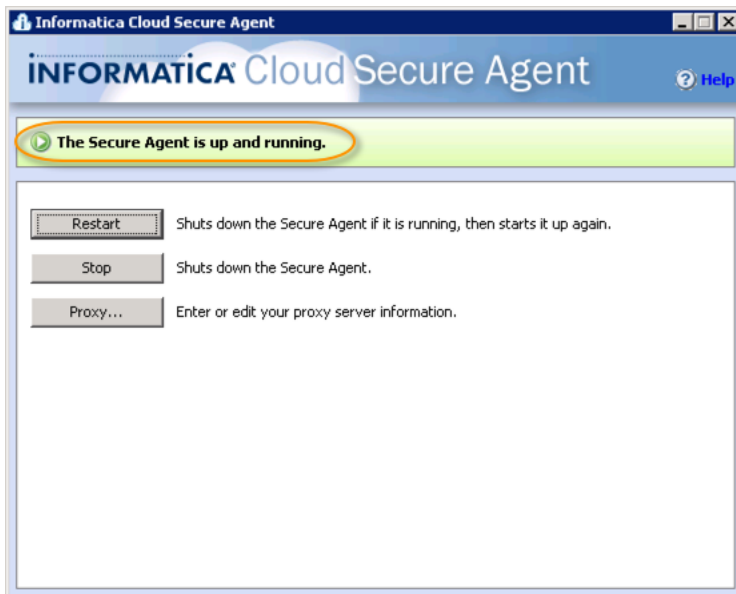 Informatica Cloud Secure Agent
INFORMATICA Cloud Secure Agent
Help
The Secure Agent is up and running.
Restart Shuts down the Secure Agent if it is running, then starts it up again.
Stop Shuts down the Secure Agent.
Proxy... Enter or edit your proxy server information.